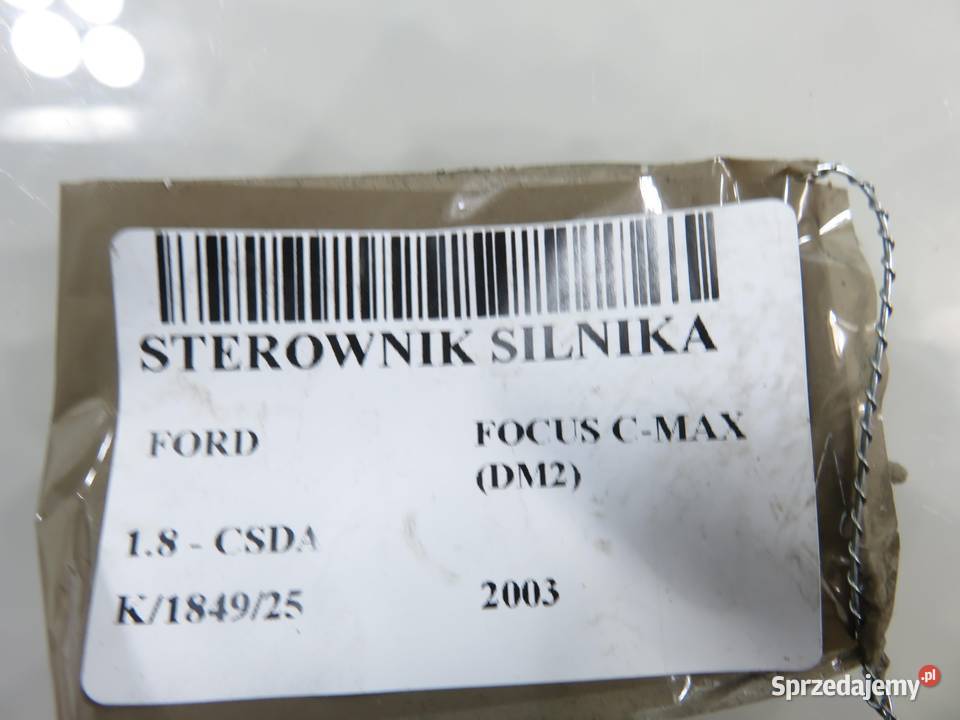 STEROWNIK SILNIKA
FORD
FOCUS C-MAX
(DM2)
1.8 - CSDA
K/1849/25
2003
Sprzedajemy.pl